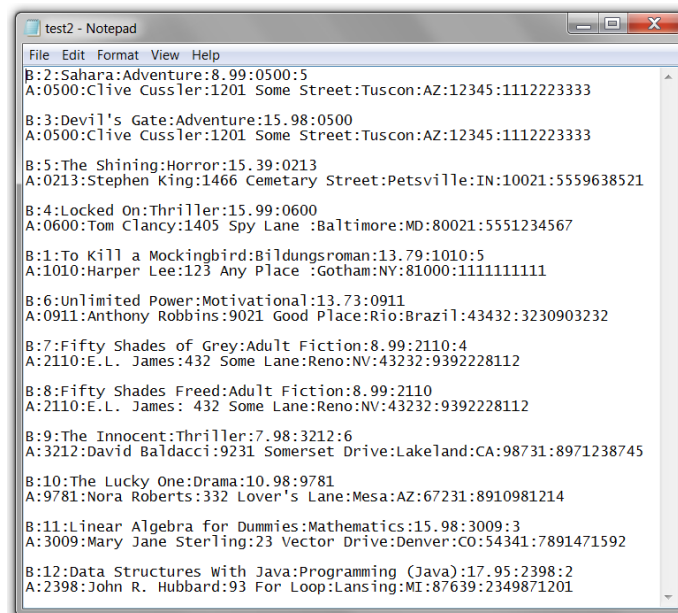 test2 - Notepad
File Edit Format View Help
B:2:Sahara:Adventure:8.99:0500:5
A:0500:Clive Cussler:1201 Some Street:Tuscon:AZ:12345:1112223333
B:3:Devil's Gate:Adventure:15.98:0500
A:0500:Clive Cussler:1201 Some Street:Tuscon:AZ:12345:1112223333
B:5:The Shining:Horror:15.39:0213
A:0213:Stephen King:1466 Cemetary Street:Petsville:IN:10021:5559638521
B:4:Locked On:Thriller:15.99:0600
A:0600:Tom Clancy:1405 Spy Lane :Baltimore:MD:80021:5551234567
B:1:To Kill a Mockingbird:Bildungsroman:13.79:1010:5
A:1010:Harper Lee:123 Any Place :Gotham:NY:81000:1111111111
B:6:Unlimited Power:Motivational:13.73:0911
A:0911:Anthony Robbins:9021 Good Place:Rio:Brazil:43432:3230903232
B:7:Fifty Shades of Grey:Adult Fiction:8.99:2110:4
A:2110:E.L. James:432 Some Lane:Reno:NV:43232:9392228112
B:8:Fifty Shades Freed:Adult Fiction:8.99:2110
A:2110:E.L. James: 432 Some Lane:Reno:NV:43232:9392228112
B:9:The Innocent:Thriller:7.98:3212:6
A:3212:David Baldacci:9231 Somerset Drive:Lakeland:CA:98731:8971238745
B:10:The Lucky One:Drama:10.98:9781
A:9781:Nora Roberts:332 Lover's Lane:Mesa:AZ:67231:8910981214
B:11:Linear Algebra for Dummies:Mathematics:15.98:3009:3
A:3009:Mary Jane Sterling:23 Vector Drive:Denver:CO:54341:7891471592
B:12:Data Structures With Java:Programming (Java):17.95:2398:2
A:2398:John R. Hubbard:93 For Loop:Lansing:MI:87639:2349871201